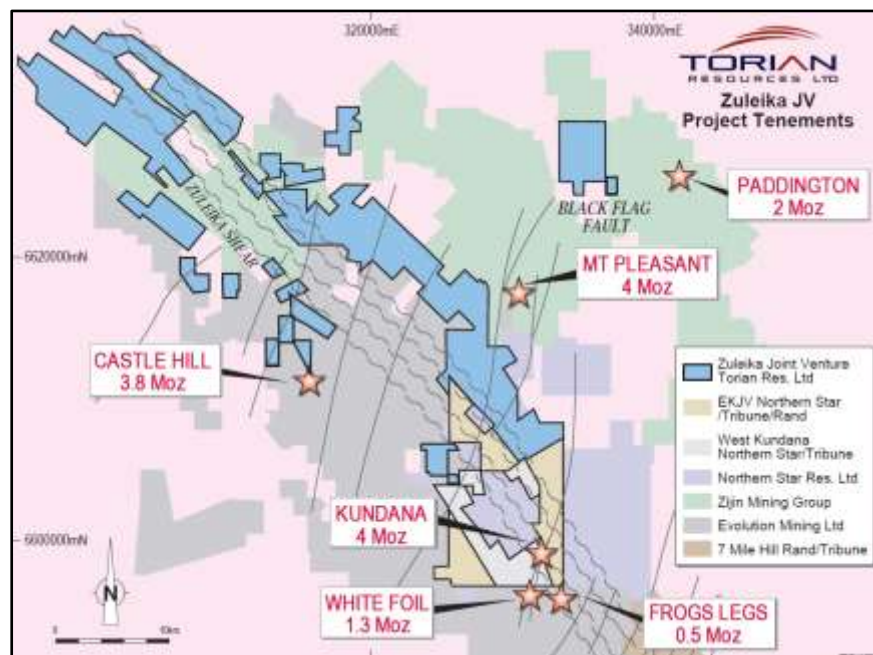 320000mE
340000mE
TORIAN
RESOURCES LTD
Zuleika JV
Project Tenements
PADDINGTON
2 Moz
BLACK FLAG
FAULT
ZULEIKA SHEAR
6620000mN
MT PLEASANT
4 Moz
CASTLE HILL
3.8 Moz
Zuleika Joint Venture
Torian Res. Ltd
EKJV Northern Star
/Tribune/Rand
West Kundana
Northern Star/Tribune
Northern Star Res. Ltd
Zijin Mining Group
Evolution Mining Ltd
7 Mile Hill Rand/Tribune
KUNDANA
4 Moz
6600000mN
N
WHITE FOIL
1.3 Moz
FROGS LEGS
0.5 Moz